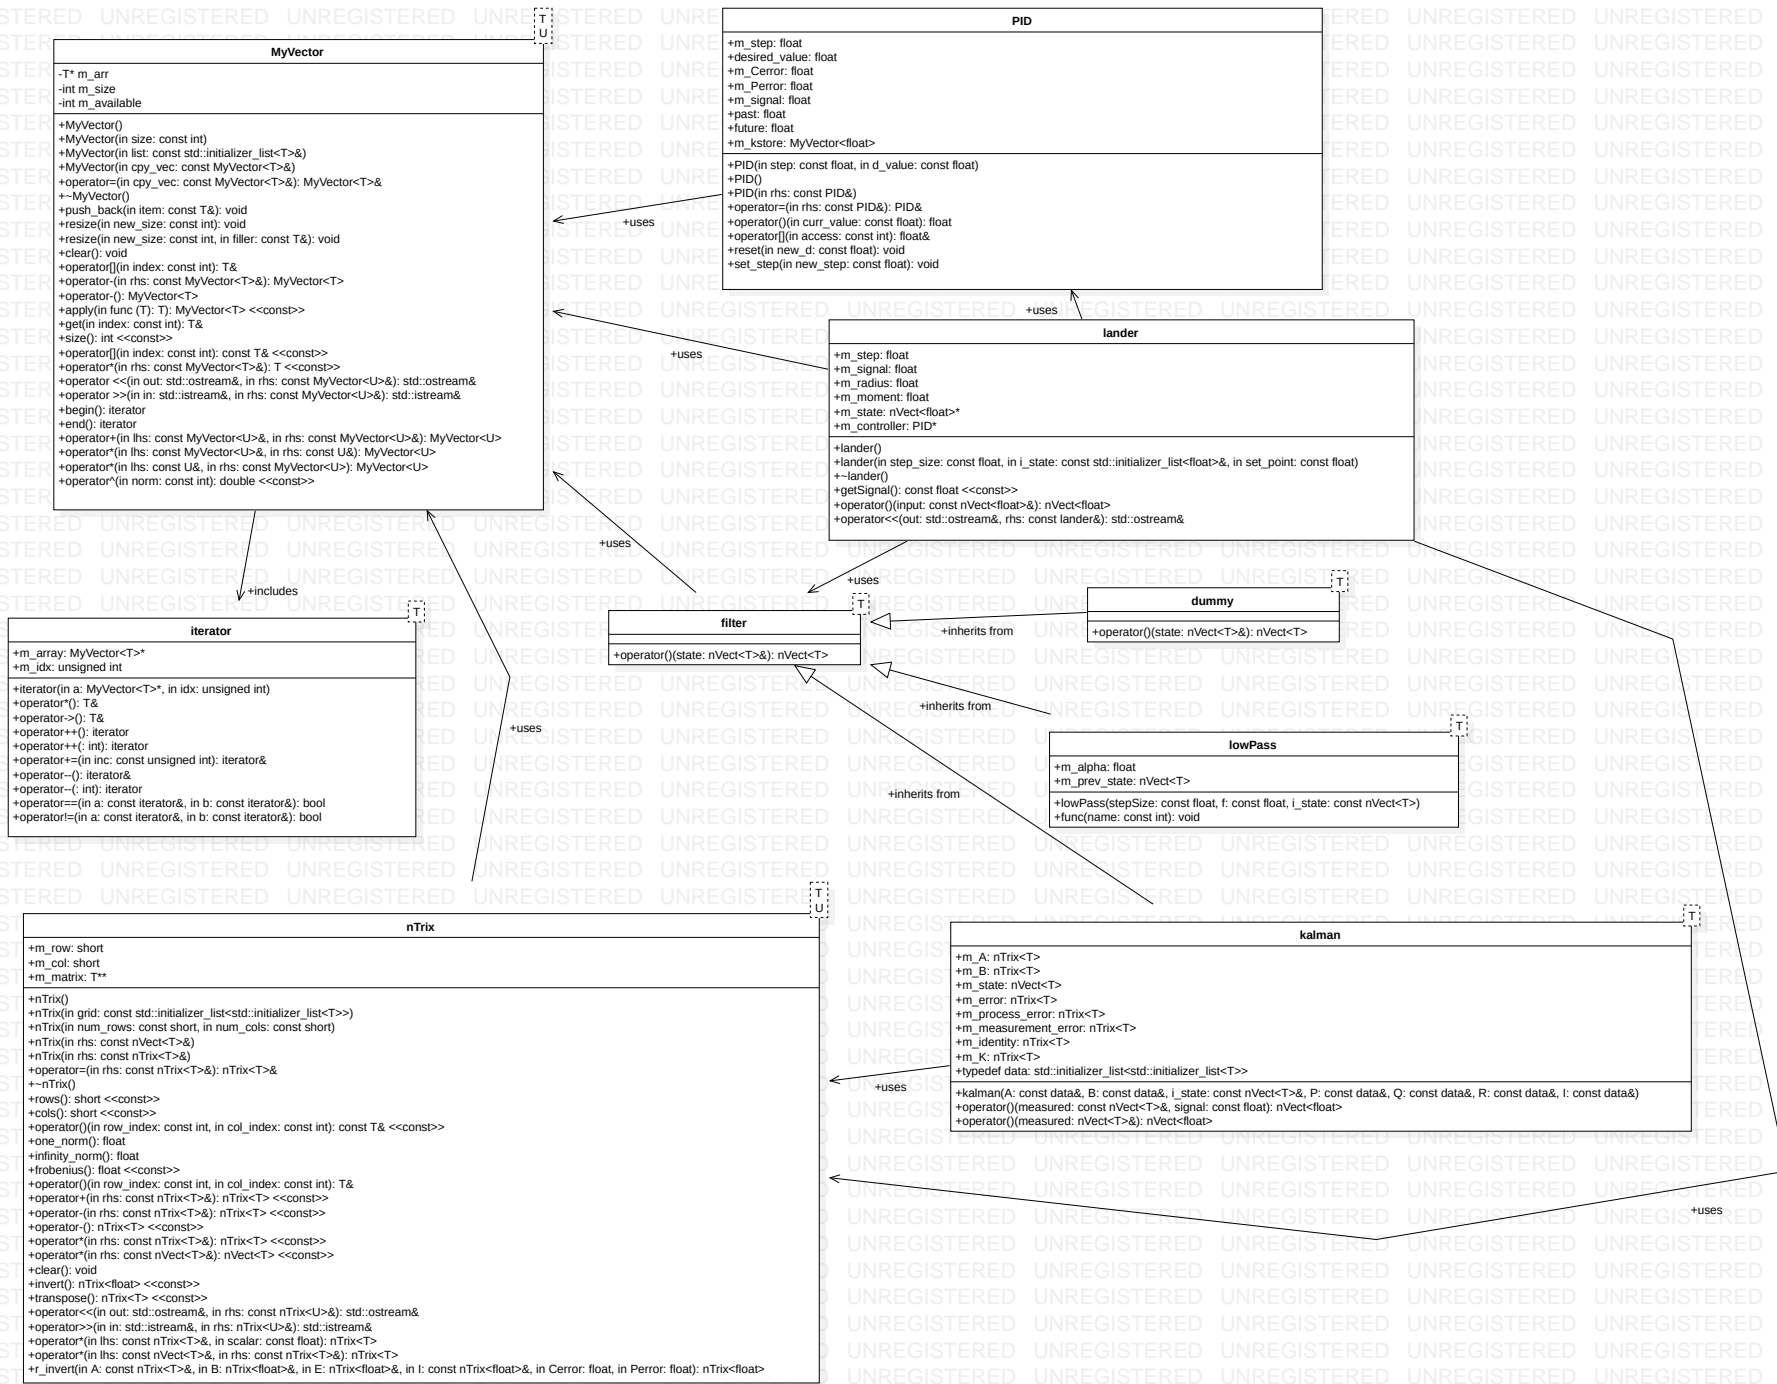 T
U
MyVector
-T* m_arr
-int m_size
-int m_available
+MyVector()
+MyVector(in size: const int)
+MyVector(in list: const std::initializer_list<T>&)
+MyVector(in cpy_vec: const MyVector<T>&)
+operator=(in cpy_vec: const MyVector<T>&): MyVector<T>&
+~MyVector()
+push_back(in item: const T&): void
+resize(in new_size: const int): void
+resize(in new_size: const int, in filler: const T&): void
+clear(): void
+operator[](in index: const int): T&
+operator-(in rhs: const MyVector<T>&): MyVector<T>
+operator-(): MyVector<T>
+apply(in func (T): T): MyVector<T> <<const>>
+get(in index: const int): T&
+size(): int <<const>>
+operator[](in index: const int): const T& <<const>>
+operator*(in rhs: const MyVector<T>&): T <<const>>
+operator <<(in out: std::ostream&, in rhs: const MyVector<U>&): std::ostream&
+operator >>(in in: std::istream&, in rhs: const MyVector<U>&): std::istream&
+begin(): iterator
+end(): iterator
+operator+(in lhs: const MyVector<U>&, in rhs: const MyVector<U>&): MyVector<U>
+operator*(in lhs: const MyVector<U>&, in rhs: const U&): MyVector<U>
+operator*(in lhs: const U&, in rhs: const MyVector<U>): MyVector<U>
+operator^(in norm: const int): double <<const>>
PID
+m_step: float
+desired_value: float
+m_Cerror: float
+m_Perror: float
+m_signal: float
+past: float
+future: float
+m_kstore: MyVector<float>
+PID(in step: const float, in d_value: const float)
+PID()
+PID(in rhs: const PID&)
+operator=(in rhs: const PID&): PID&
+operator()(in curr_value: const float): float
+operator[](in access: const int): float&
+reset(in new_d: const float): void
+set_step(in new_step: const float): void
+uses
+uses
+uses
lander
+m_step: float
+m_signal: float
+m_radius: float
+m_moment: float
+m_state: nVect<float>*
+m_controller: PID*
+lander()
+lander(in step_size: const float, in i_state: const std::initializer_list<float>&, in set_point: const float)
+~lander()
+getSignal(): const float <<const>>
+operator()(input: const nVect<float>&): nVect<float>
+operator<<(out: std::ostream&, rhs: const lander&): std::ostream&
+uses
+uses
+includes
T
iterator
+m_array: MyVector<T>*
+m_idx: unsigned int
+iterator(in a: MyVector<T>*, in idx: unsigned int)
+operator*(): T&
+operator->(): T&
+operator++(): iterator
+operator++(: int): iterator
+operator+=(in inc: const unsigned int): iterator&
+operator--(): iterator&
+operator--(: int): iterator
+operator==(in a: const iterator&, in b: const iterator&): bool
+operator!=(in a: const iterator&, in b: const iterator&): bool
+uses
T
filter
+operator()(state: nVect<T>&): nVect<T>
+inherits from
T
dummy
+operator()(state: nVect<T>&): nVect<T>
+inherits from
T
lowPass
+m_alpha: float
+m_prev_state: nVect<T>
+lowPass(stepSize: const float, f: const float, i_state: const nVect<T>)
+func(name: const int): void
+inherits from
T
U
nTrix
+m_row: short
+m_col: short
+m_matrix: T**
+nTrix()
+nTrix(in grid: const std::initializer_list<std::initializer_list<T>>)
+nTrix(in num_rows: const short, in num_cols: const short)
+nTrix(in rhs: const nVect<T>&)
+nTrix(in rhs: const nTrix<T>&)
+operator=(in rhs: const nTrix<T>&): nTrix<T>&
+~nTrix()
+rows(): short <<const>>
+cols(): short <<const>>
+operator()(in row_index: const int, in col_index: const int): const T& <<const>>
+one_norm(): float
+infinity_norm(): float
+frobenius(): float <<const>>
+operator()(in row_index: const int, in col_index: const int): T&
+operator+(in rhs: const nTrix<T>&): nTrix<T> <<const>>
+operator-(in rhs: const nTrix<T>&): nTrix<T> <<const>>
+operator-(): nTrix<T> <<const>>
+operator*(in rhs: const nTrix<T>&): nTrix<T> <<const>>
+operator*(in rhs: const nVect<T>&): nVect<T> <<const>>
+clear(): void
+invert(): nTrix<float> <<const>>
+transpose(): nTrix<T> <<const>>
+operator<<(in out: std::ostream&, in rhs: const nTrix<U>&): std::ostream&
+operator>>(in in: std::istream&, in rhs: nTrix<U>&): std::istream&
+operator*(in lhs: const nTrix<T>&, in scalar: const float): nTrix<T>
+operator*(in lhs: const nVect<T>&, in rhs: const nTrix<T>&): nTrix<T>
+r_invert(in A: const nTrix<T>&, in B: nTrix<float>&, in E: nTrix<float>&, in I: const nTrix<float>&, in Cerror: float, in Perror: float): nTrix<float>
T
kalman
+m_A: nTrix<T>
+m_B: nTrix<T>
+m_state: nVect<T>
+m_error: nTrix<T>
+m_process_error: nTrix<T>
+m_measurement_error: nTrix<T>
+m_identity: nTrix<T>
+m_K: nTrix<T>
+typedef data: std::initializer_list<std::initializer_list<T>>
+kalman(A: const data&, B: const data&, i_state: const nVect<T>&, P: const data&, Q: const data&, R: const data&, I: const data&)
+operator()(measured: const nVect<T>&, signal: const float): nVect<float>
+operator()(measured: nVect<T>&): nVect<float>
+uses
+uses
UNREGISTERED